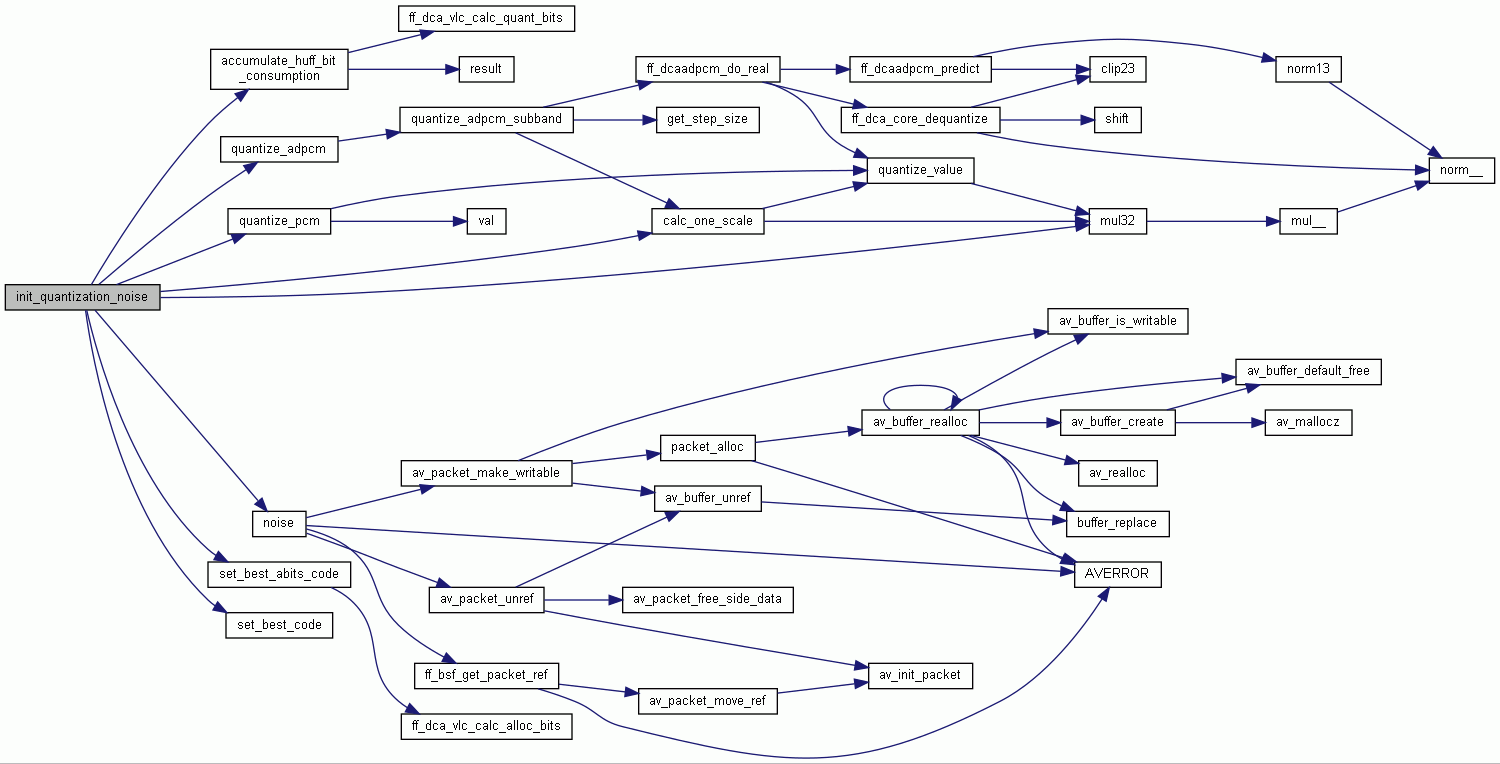 ff_dca_vlc_calc_quant_bits
accumulate_huff_bit
_consumption
result
ff_dcaadpcm_do_real
ff_dcaadpcm_predict
clip23
norm13
quantize_adpcm_subband
get_step_size
ff_dca_core_dequantize
shift
quantize_adpcm
quantize_value
norm__
quantize_pcm
val
calc_one_scale
mul32
mul__
init_quantization_noise
av_buffer_is_writable
av_buffer_default_free
av_buffer_realloc
av_buffer_create
av_mallocz
packet_alloc
av_packet_make_writable
av_realloc
av_buffer_unref
noise
buffer_replace
set_best_abits_code
AVERROR
av_packet_unref
av_packet_free_side_data
set_best_code
ff_bsf_get_packet_ref
av_init_packet
av_packet_move_ref
ff_dca_vlc_calc_alloc_bits